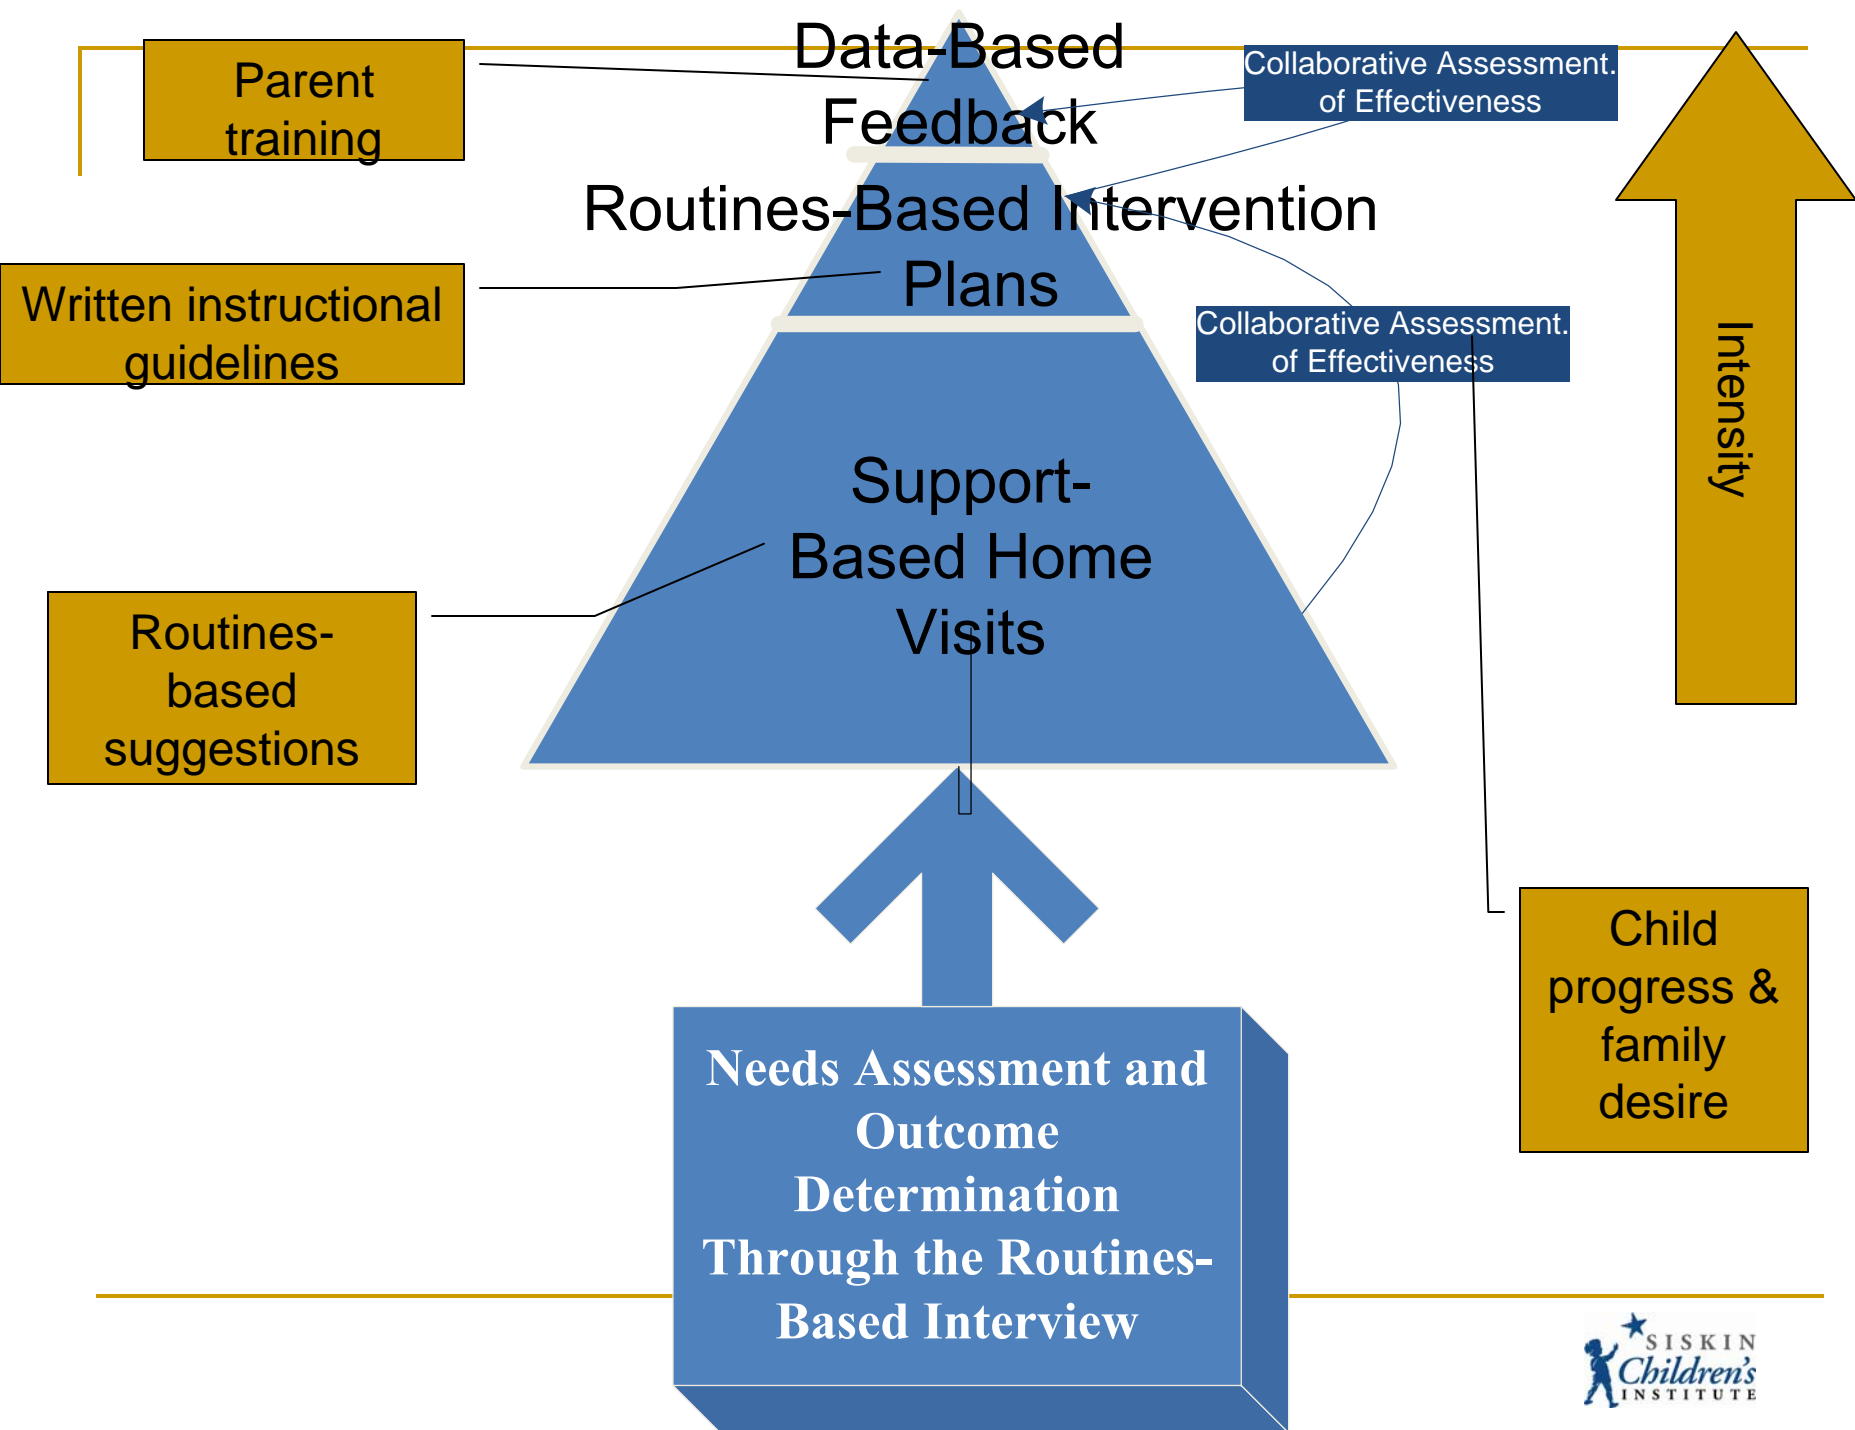 Data-Based
Feedback
Parent
training
Collaborative Assessment.
of Effectiveness
Routines-Based Intervention
Plans
Written instructional
guidelines
Collaborative Assessment.
of Effectiveness
Intensity
Support-
Based Home
Visits
Routines-
based
suggestions
Child
progress &
family
desire
Needs Assessment and
Outcome
Determination
Through the Routines-
Based Interview
SISKIN
Children's
INSTITUTE